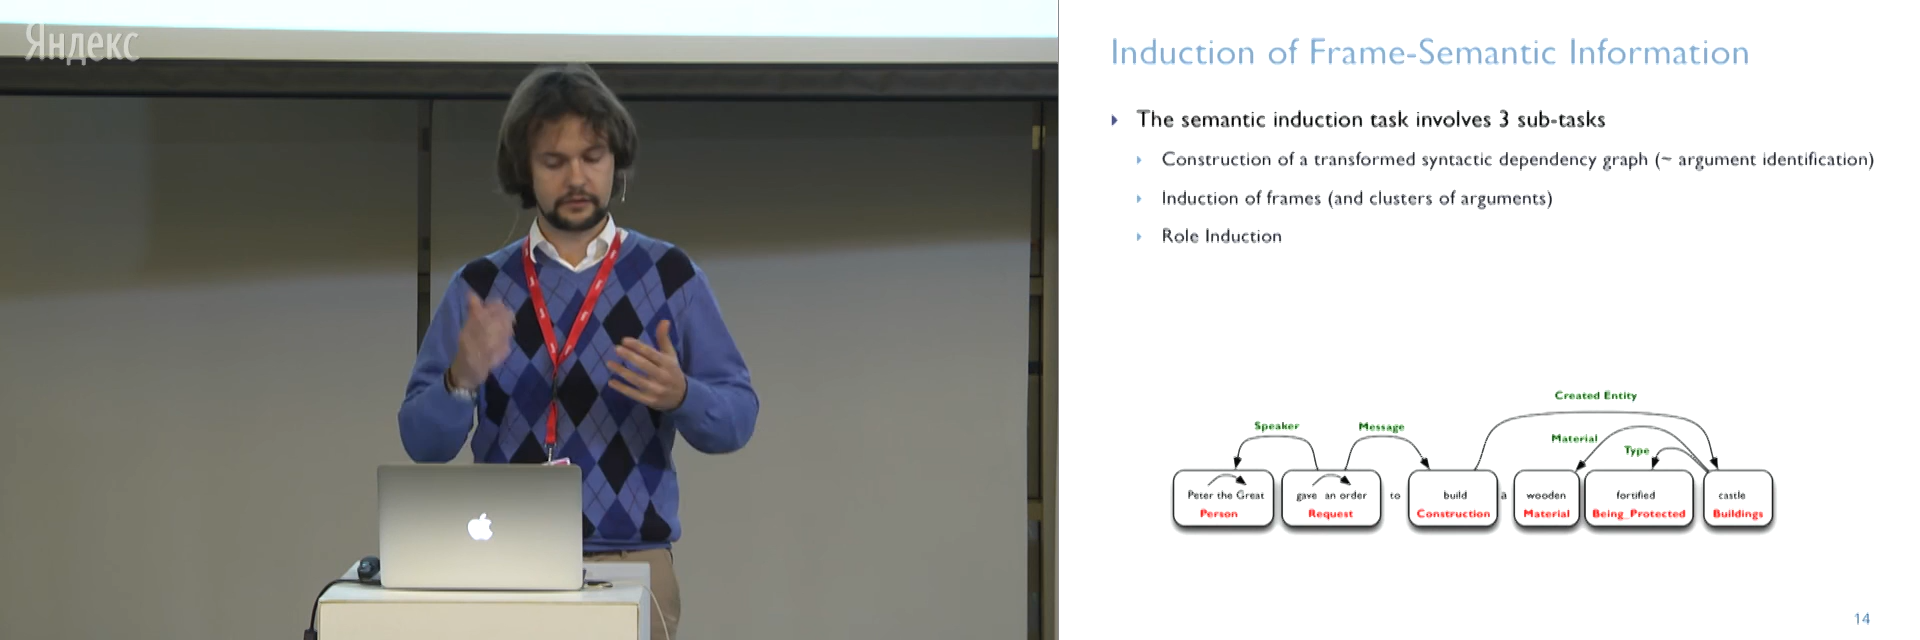 Яндекс
Induction of Frame-Semantic Information
The semantic induction task involves 3 sub-tasks
Construction of a transformed syntactic dependency graph (~ argument identification)
Induction of frames (and clusters of arguments)
Role Induction
Created Entity
Speaker
Message
Material
Type
Peter the Great
gave an order
to
build
a
wooden
fortified
castle
Person
Request
Construction
Material
Being_Protected
Buildings
14